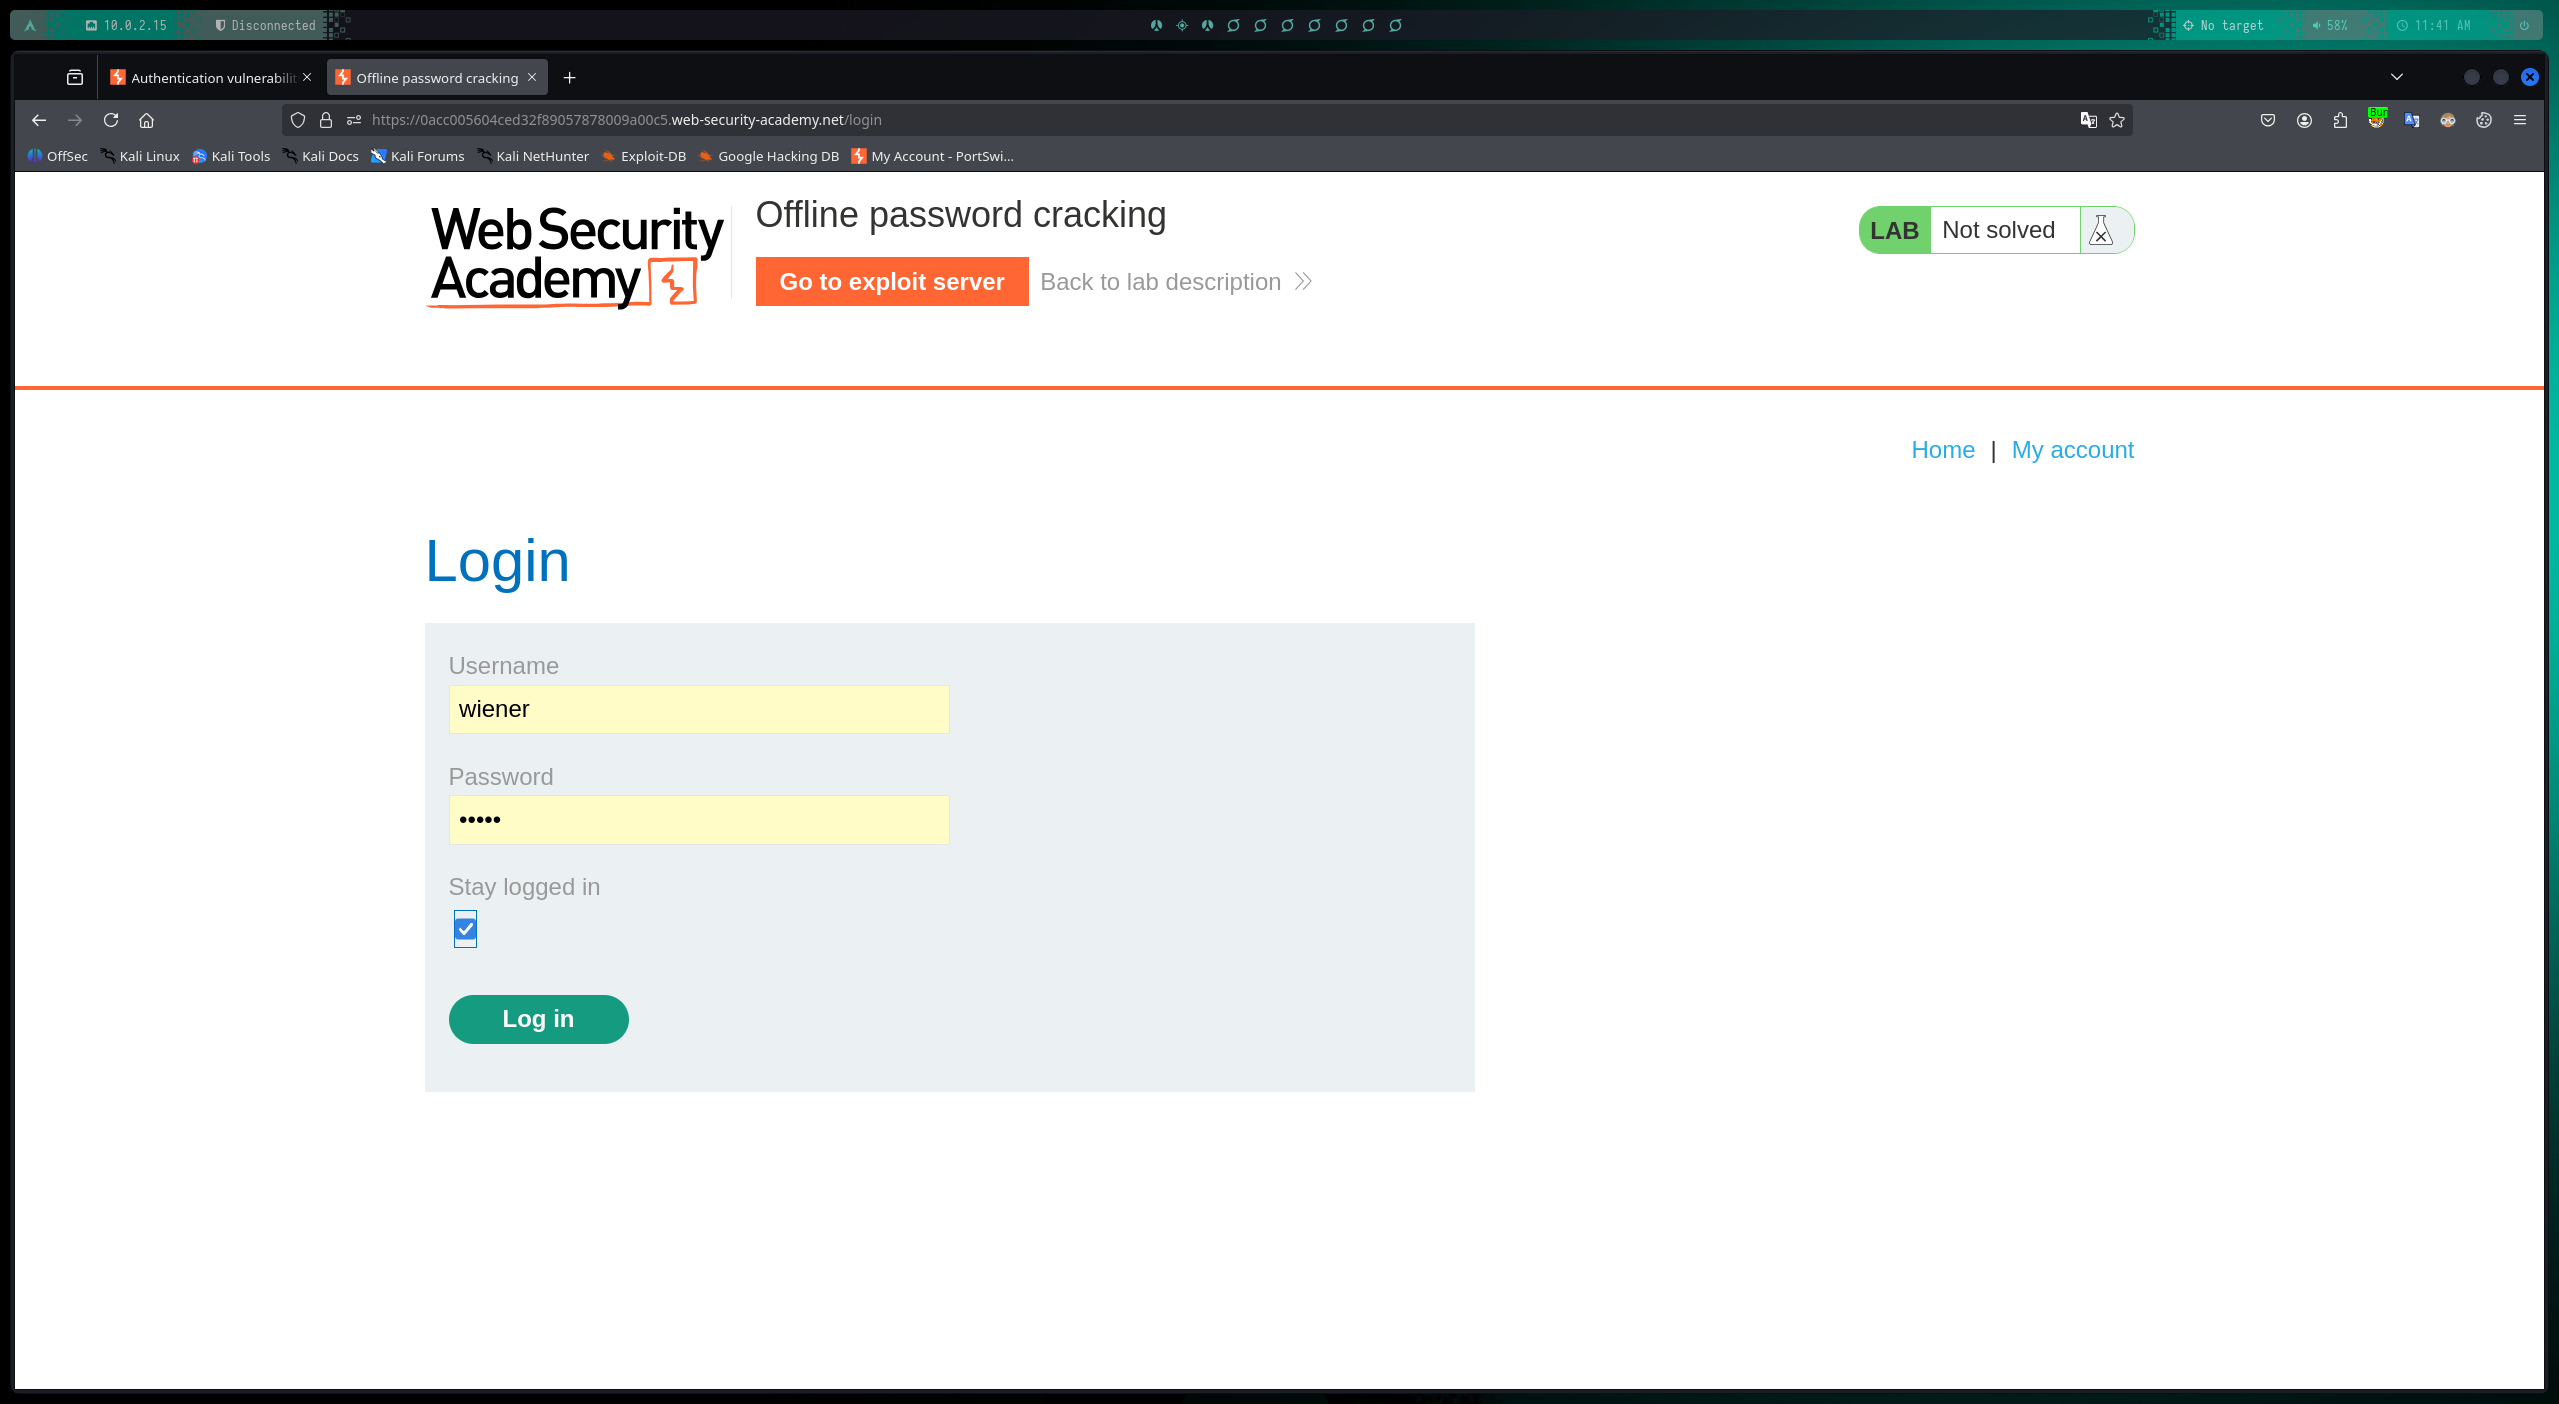 10.0.2.15 Disconnected No target 58% 11:41 AM
Authentication vulnerabilit Offline password cracking
https://0acc005604ced32f89057878009a00c5.web-security-academy.net/login Bur
OffSec Kali Linux Kali Tools Kali Docs Kali Forums Kali NetHunter Exploit-DB Google Hacking DB My Account - PortSwi...
Web Security
Academy
Offline password cracking
Go to exploit server Back to lab description
LAB Not solved
Home | My account
Login
Username
wiener
Password
•••••
Stay logged in
Log in